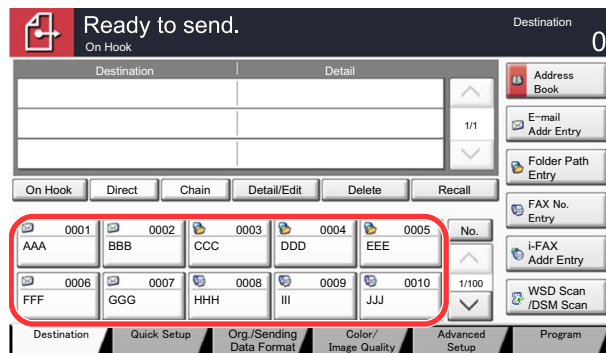 Ready to send.
On Hook
Destination
0
Destination Detail
1/1
Address
Book
E-mail
Addr Entry
Folder Path
Entry
FAX No.
Entry
i-FAX
Addr Entry
WSD Scan
/DSM Scan
On Hook Direct Chain Detail/Edit Delete Recall
0001 0002 0003 0004 0005 No.
AAA BBB CCC DDD EEE
0006 0007 0008 0009 0010 1/100
FFF GGG HHH III JJJ
Destination Quick Setup Org./Sending Color/ Advanced Program
Data Format Image Quality Setup